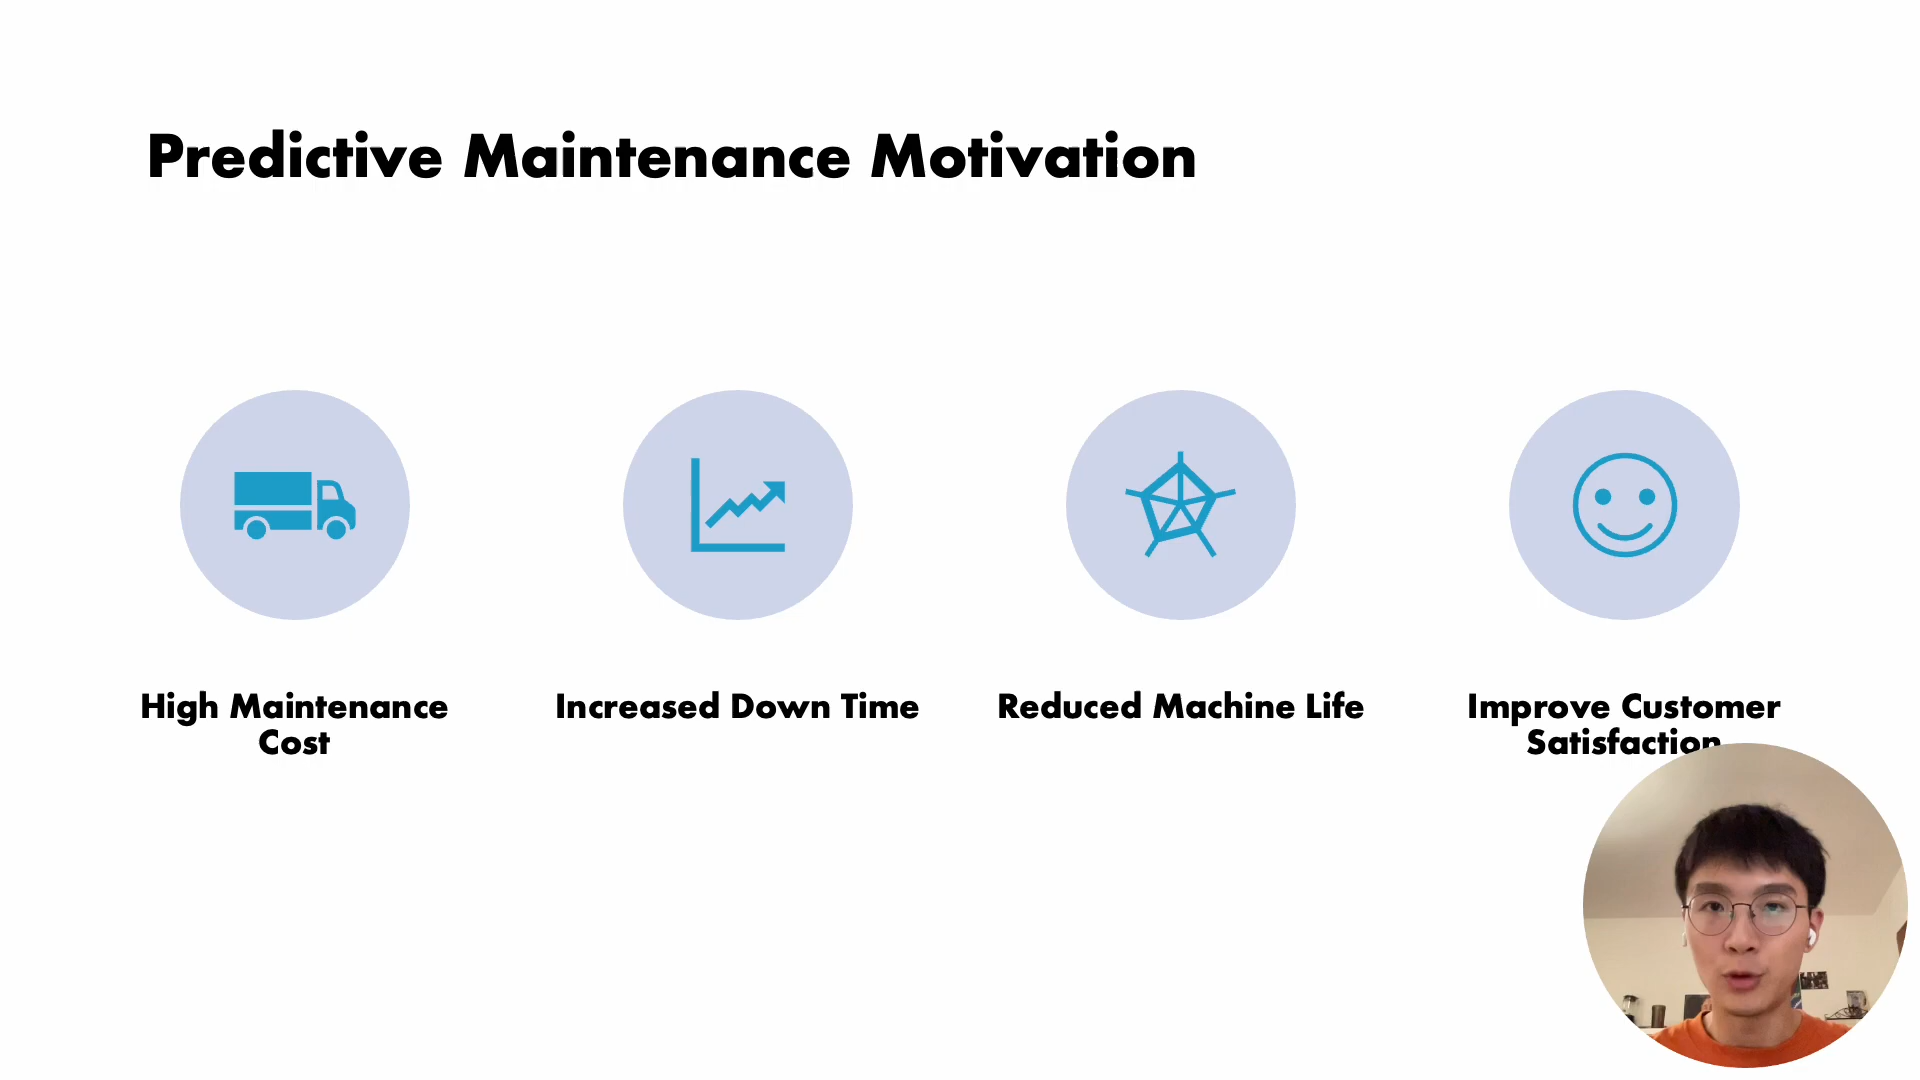 Predictive Maintenance Motivation
High Maintenance
Cost
Increased Down Time
Reduced Machine Life
Improve Customer
Satisfaction